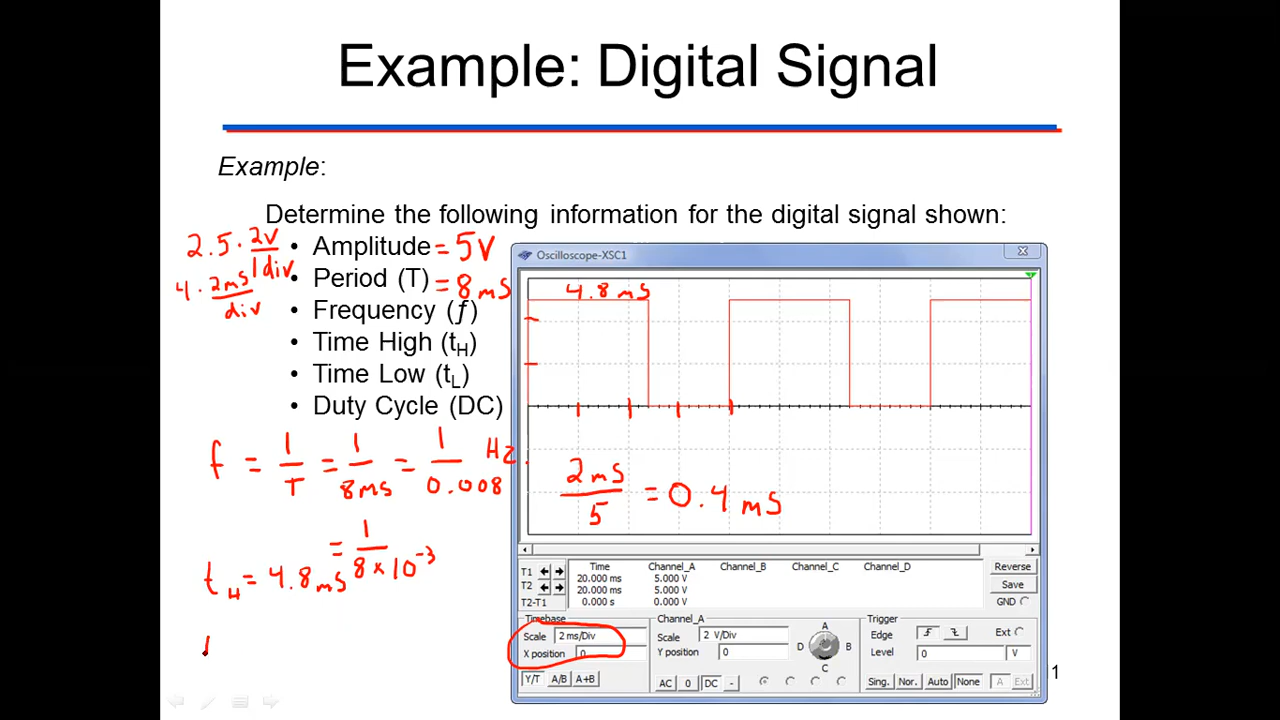 Example: Digital Signal
Example:
Determine the following information for the digital signal shown:
2.5 · 2V/1div • Amplitude = 5V
4 · 2ms/div • Period (T) = 8ms
• Frequency (ƒ)
• Time High (tH)
• Time Low (tL)
• Duty Cycle (DC)
f = 1/T = 1/8ms = 1/0.008 Hz.
= 1/8×10⁻³
tH = 4.8ms
Oscilloscope-XSC1
4.8ms
2ms/5 = 0.4 ms
Time Channel_A Channel_B Channel_C Channel_D
T1 20.000 ms 5.000 V
T2 20.000 ms 5.000 V
T2-T1 0.000 s 0.000 V
Reverse
Save
GND
Timebase
Scale 2 ms/Div
X position 0
Y/T A/B A+B
Channel_A
Scale 2 V/Div
Y position 0
AC 0 DC -
A
D B
C
Trigger
Edge Ext
Level 0 V
Sing. Nor. Auto None A Ext
1